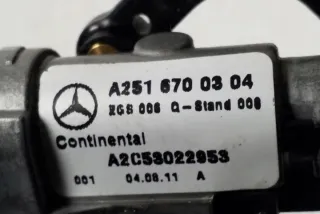 A251 670 03 04
ZGS 006 Q-Stand 006
Continental
A2C53022953
001 04.08.11 A